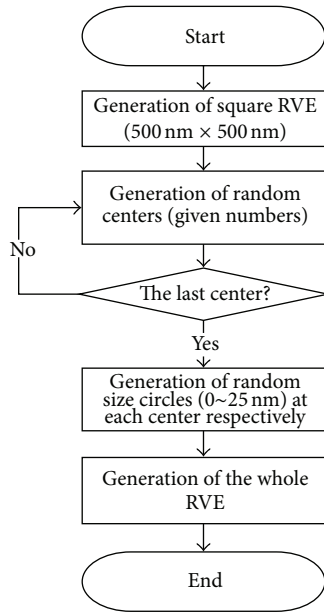 Start
Generation of square RVE
(500 nm × 500 nm)
Generation of random
centers (given numbers)
No
The last center?
Yes
Generation of random
size circles (0~25 nm) at
each center respectively
Generation of the whole
RVE
End